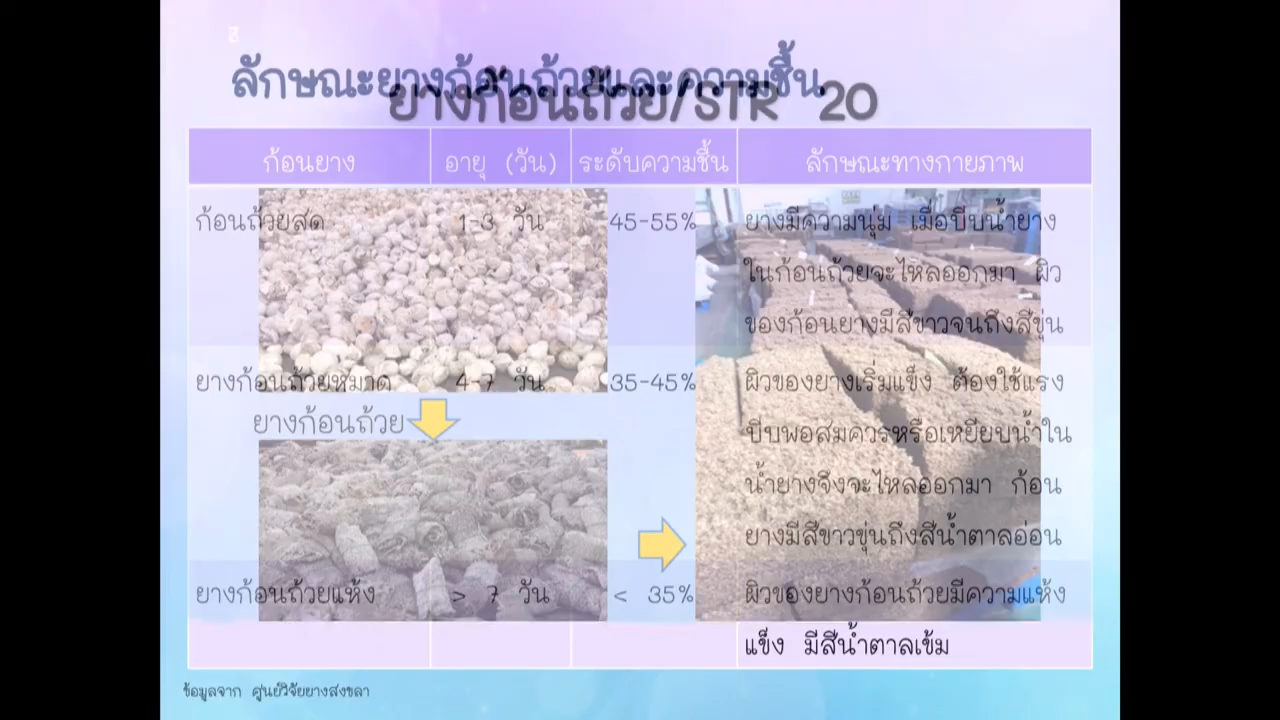 ลักษณะยางก้อนถ้วยและความชื้น
ยางก้อนถ้วย/STR 20
ก้อนยาง อายุ (วัน) ระดับความชื้น ลักษณะทางกายภาพ
ก้อนถ้วยสด 1-3 วัน 45-55% ยางมีความนุ่ม เมื่อบีบน้ำยาง
ในก้อนถ้วยจะไหลออกมา ผิว
ของก้อนยางมีสีขาวจนถึงสีขุ่น
ยางก้อนถ้วยหมาด 4-7 วัน 35-45% ผิวของยางเริ่มแข็ง ต้องใช้แรง
ยางก้อนถ้วย
บีบพอสมควรหรือเหยียบน้ำใน
น้ำยางจึงจะไหลออกมา ก้อน
ยางมีสีขาวขุ่นถึงสีน้ำตาลอ่อน
ยางก้อนถ้วยแห้ง > 7 วัน < 35% ผิวของยางก้อนถ้วยมีความแห้ง
แข็ง มีสีน้ำตาลเข้ม
ข้อมูลจาก ศูนย์วิจัยยางสงขลา